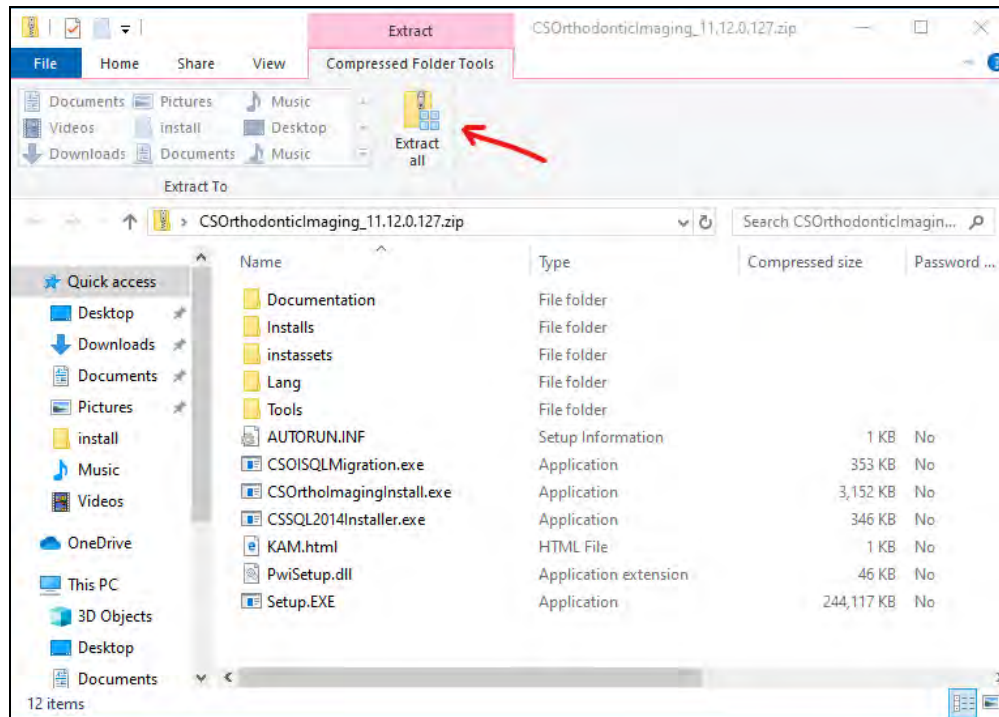 Extract CSOrthodonticImaging_11.12.0.127.zip
File Home Share View Compressed Folder Tools
Documents Pictures Music
Videos install Desktop
Downloads Documents Music
Extract all
Extract To
CSOrthodonticImaging_11.12.0.127.zip Search CSOrthodonticImagin...
Name Type Compressed size Password ...
Quick access
Desktop
Downloads
Documents
Pictures
install
Music
Videos
OneDrive
This PC
3D Objects
Desktop
Documents
Documentation File folder
Installs File folder
instassets File folder
Lang File folder
Tools File folder
AUTORUN.INF Setup Information 1 KB No
CSOISQLMigration.exe Application 353 KB No
CSOrthoImagingInstall.exe Application 3,152 KB No
CSSQL2014Installer.exe Application 346 KB No
KAM.html HTML File 1 KB No
PwiSetup.dll Application extension 46 KB No
Setup.EXE Application 244,117 KB No
12 items